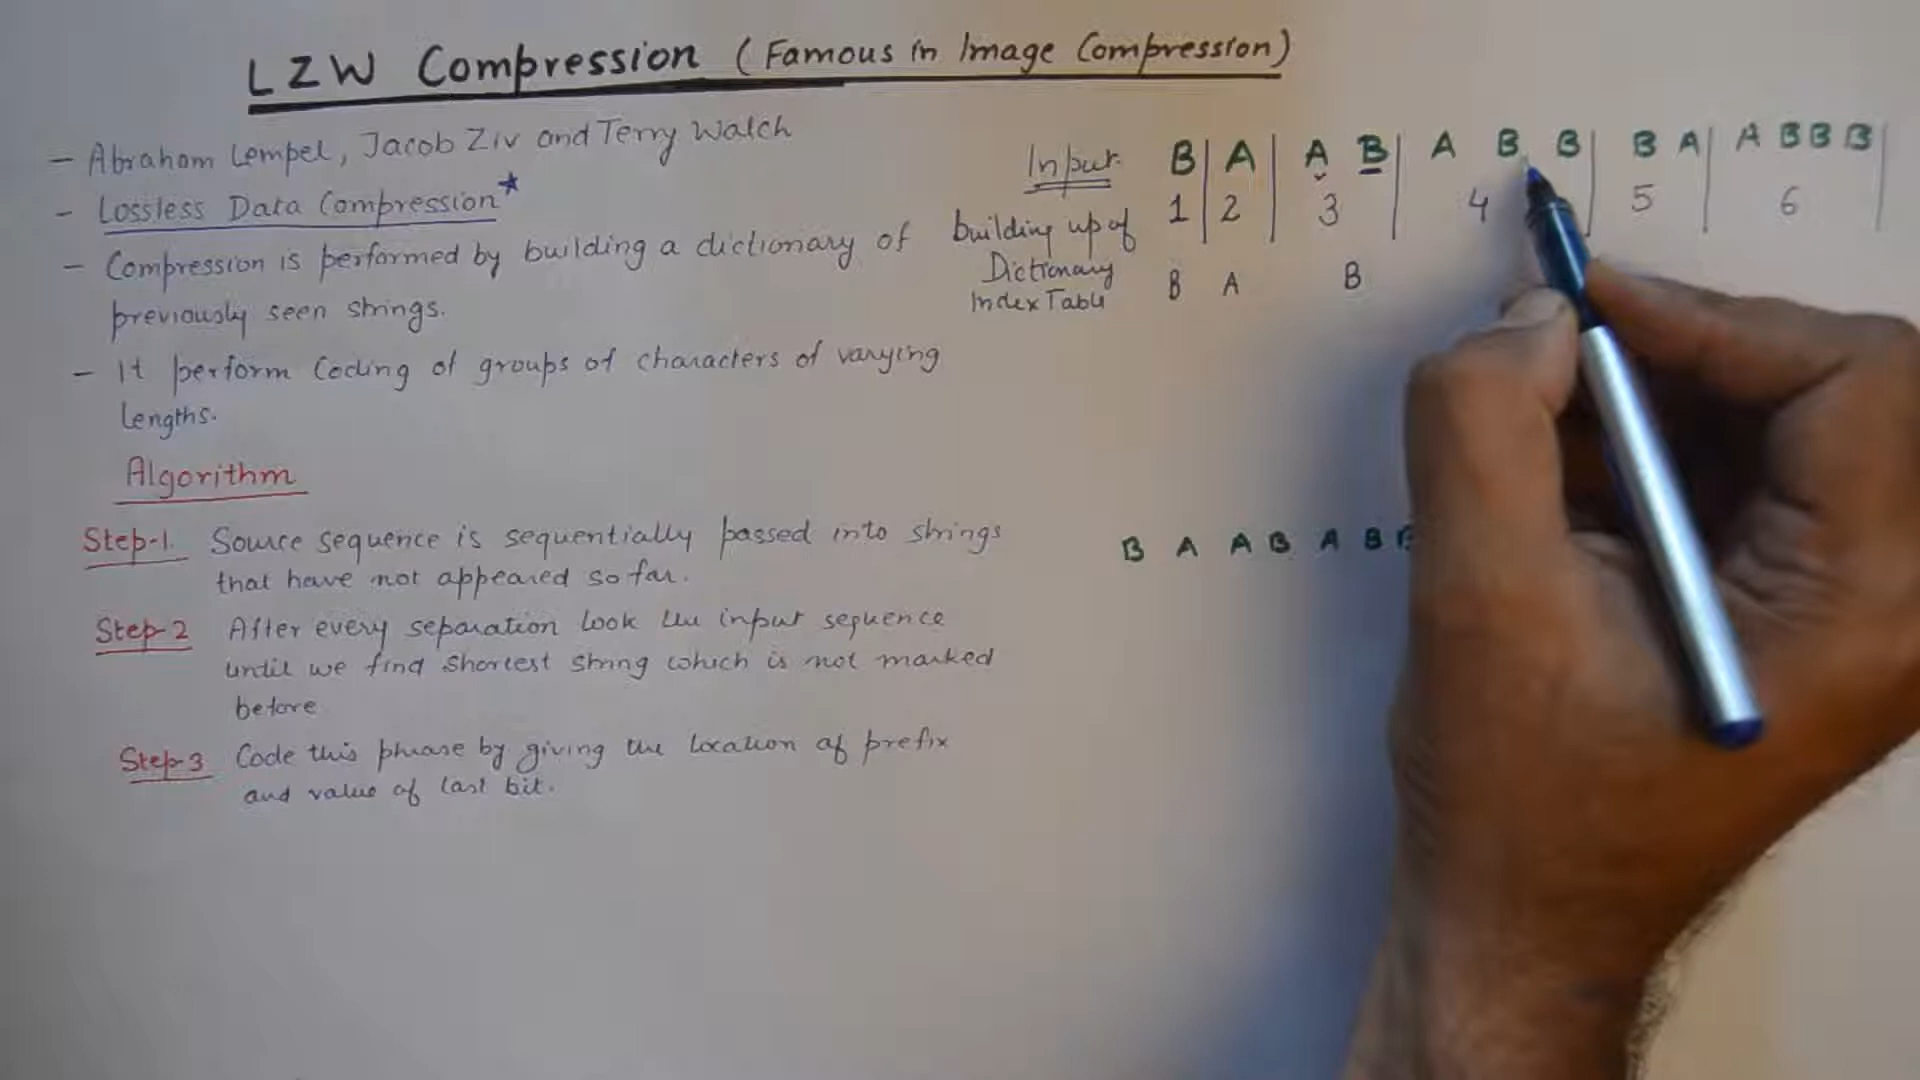 LZW Compression (Famous in Image Compression)
- Abraham Lempel, Jacob Ziv and Terry Walch
- Lossless Data Compression*
- Compression is performed by building a dictionary of
previously seen strings.
- It perform Coding of groups of characters of varying
lengths.
Algorithm
Step-1. Source sequence is sequentially passed into strings
that have not appeared so far.
Step-2 After every separation look the input sequence
until we find shortest string which is not marked
before
Step-3 Code this phrase by giving the location of prefix
and value of last bit.
Input B | A | A B | A B B | B A | A B B B |
1 | 2 | 3 | 4 | 5 | 6 |
building up of
Dictionary
Index Table
B A B
B A A B A B